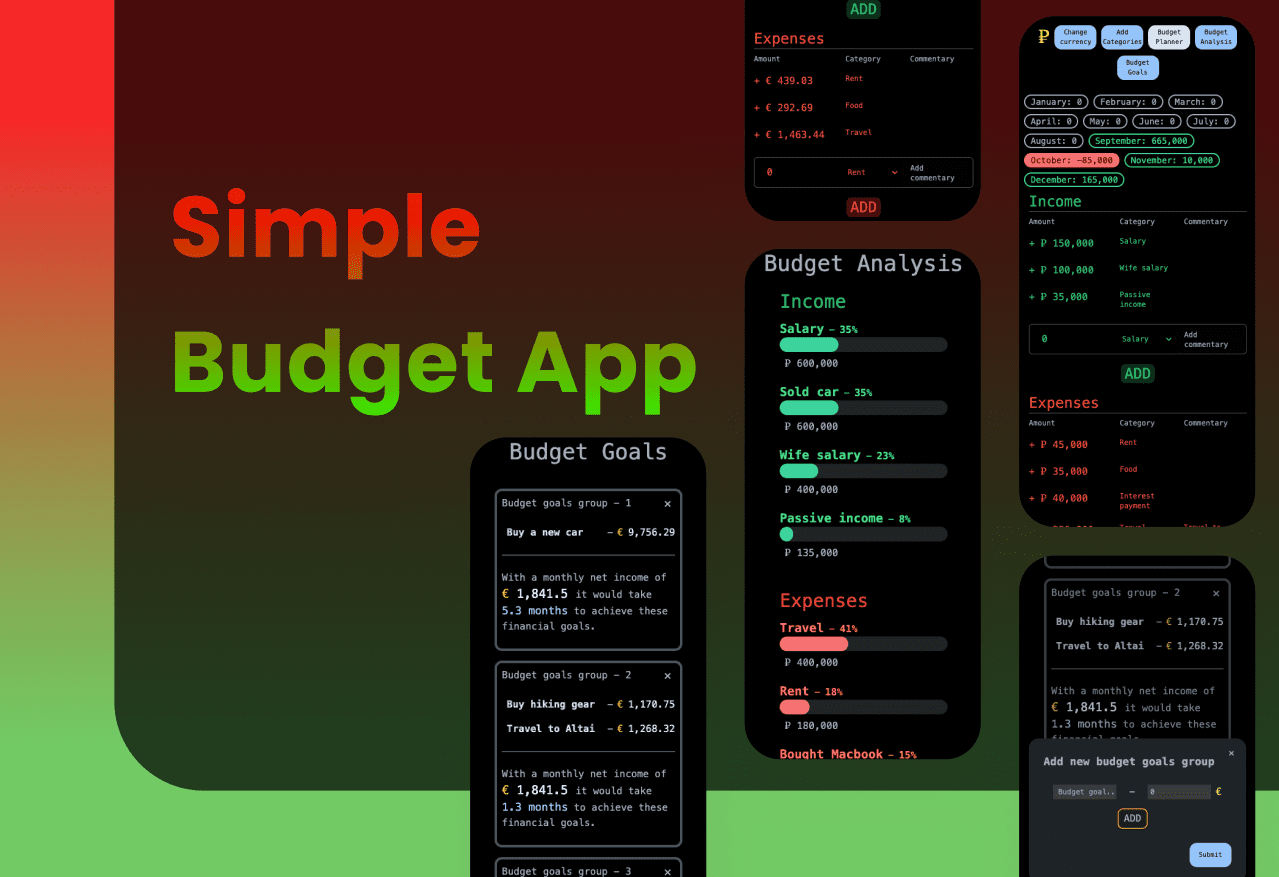 Simple
Budget App
Budget Goals
Budget goals group – 1 ×
Buy a new car – € 9,756.29
With a monthly net income of
€ 1,841.5 it would take
5.3 months to achieve these
financial goals.
Budget goals group – 2 ×
Buy hiking gear – € 1,170.75
Travel to Altai – € 1,268.32
With a monthly net income of
€ 1,841.5 it would take
1.3 months to achieve these
financial goals.
Budget goals group – 3 ×
ADD
Expenses
Amount Category Commentary
+ € 439.03 Rent
+ € 292.69 Food
+ € 1,463.44 Travel
0 Rent Add
commentary
ADD
Budget Analysis
Income
Salary – 35%
₽ 600,000
Sold car – 35%
₽ 600,000
Wife salary – 23%
₽ 400,000
Passive income – 8%
₽ 135,000
Expenses
Travel – 41%
₽ 400,000
Rent – 18%
₽ 180,000
Bought Macbook – 15%
₽
Change
currency
Add
Categories
Budget
Planner
Budget
Analysis
Budget
Goals
January: 0 February: 0 March: 0
April: 0 May: 0 June: 0 July: 0
August: 0 September: 665,000
October: –85,000 November: 10,000
December: 165,000
Income
Amount Category Commentary
+ ₽ 150,000 Salary
+ ₽ 100,000 Wife salary
+ ₽ 35,000 Passive
income
0 Salary Add
commentary
ADD
Expenses
Amount Category Commentary
+ ₽ 45,000 Rent
+ ₽ 35,000 Food
+ ₽ 40,000 Interest
payment
Budget goals group – 2 ×
Buy hiking gear – € 1,170.75
Travel to Altai – € 1,268.32
With a monthly net income of
€ 1,841.5 it would take
1.3 months to achieve these
financial goals.
×
Add new budget goals group
Budget goal.. – 0 €
ADD
Submit